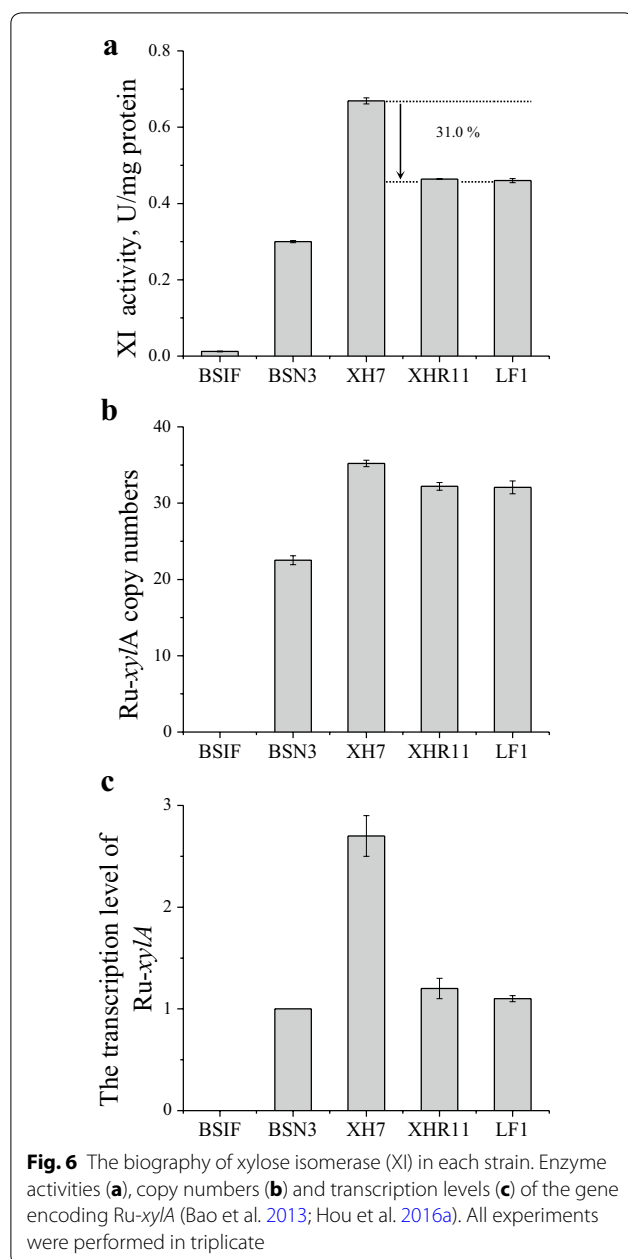 a
0.8
0.6
0.4
0.2
0.0
XI activity, U/mg protein
31.0 %
BSIF BSN3 XH7 XHR11 LF1
b
40
30
20
10
0
Ru-xylA copy numbers
BSIF BSN3 XH7 XHR11 LF1
c
3
2
1
0
The transcription level of
Ru-xylA
BSIF BSN3 XH7 XHR11 LF1
Fig. 6 The biography of xylose isomerase (XI) in each strain. Enzyme
activities (a), copy numbers (b) and transcription levels (c) of the gene
encoding Ru-xylA (Bao et al. 2013; Hou et al. 2016a). All experiments
were performed in triplicate